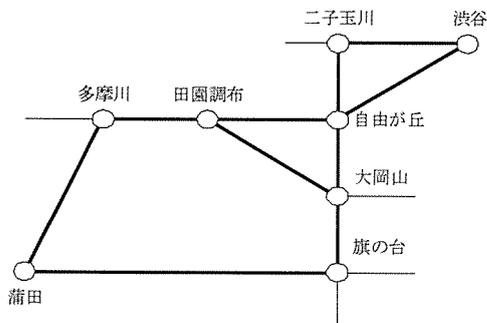 二子玉川
渋谷
多摩川
田園調布
自由が丘
大岡山
旗の台
蒲田